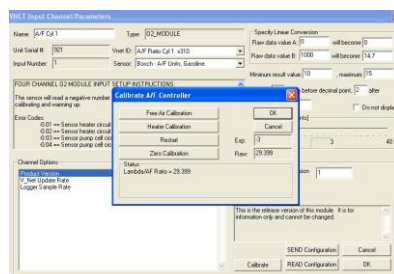 VNET Input Channel Parameters
Name: A/F Cyl 1 Type: O2_MODULE
Unit Serial #: 921 Vnet ID: A/F Ratio Cyl 1 x310
Input Number: 1 Sensor: Bosch - A/F Units, Gasoline
Specify Linear Conversion
Raw data value A: 0 will become 0
Raw data value B: 1000 will become 14.7
Minimum result value: 10 , maximum: 15
before decimal point, 2 after
Do not displa
FOUR CHANNEL O2 MODULE INPUT SETUP INSTRUCTIONS:
The sensor will read a negative number
calibrating and warming up.
Error Codes:
-0.01 == Sensor heater circuit
-0.02 == Sensor heater circuit
-0.03 == Sensor pump cell circ
-0.04 == Sensor pump cell circ
Calibrate A/F Controller
Free Air Calibration OK
Heater Calibration Cancel
Restart Exp: -3
Zero Calibration Raw: 29.399
Status
Lambda/AF Ratio = 29.399
3 40
Channel Options
Product Version
V_Net Update Rate
Logger Sample Rate
1
This is the release version of this module. It is for
information only and cannot be changed.
SEND Configuration Cancel
Calibrate READ Configuration OK